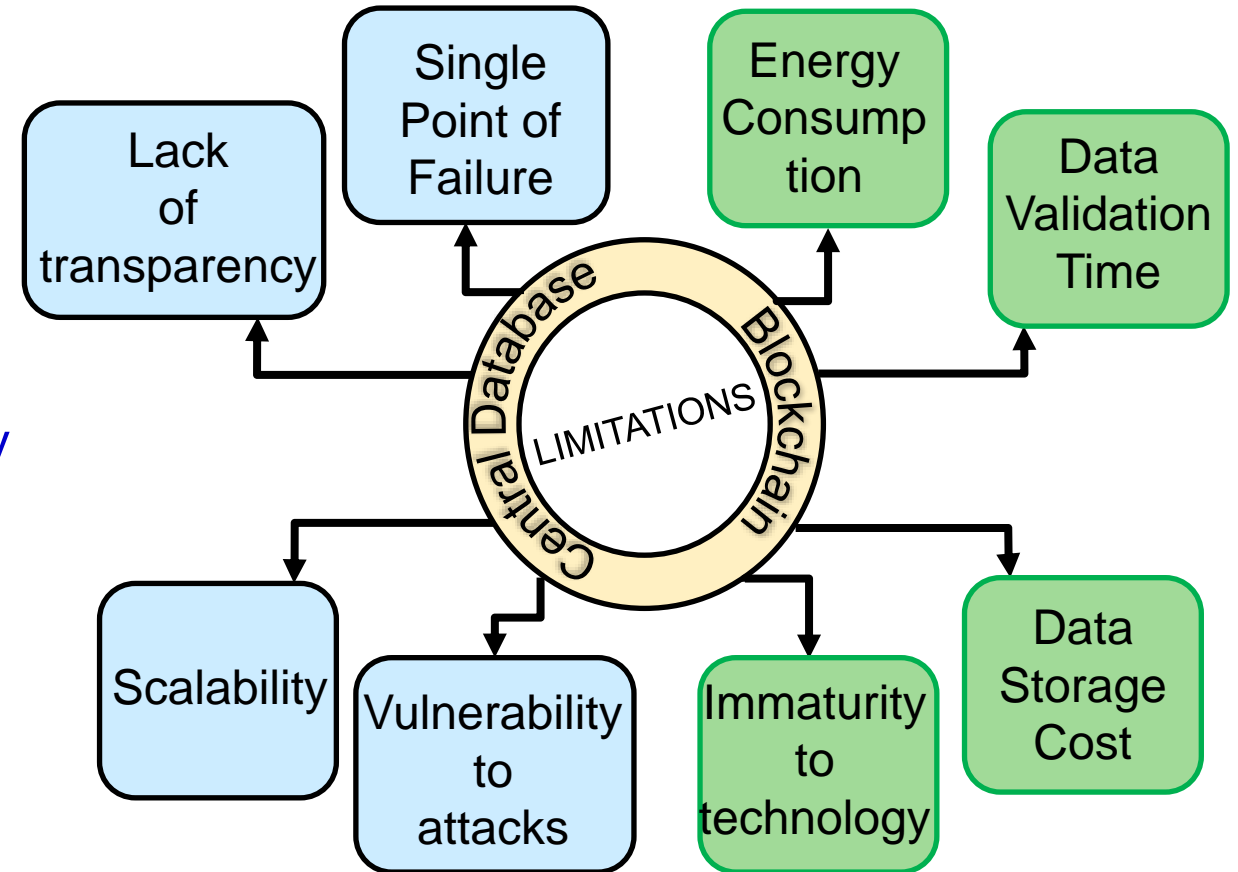 Single
Point of
Failure
Energy
Consump
tion
Lack
of
transparency
Data
Validation
Time
Central Database
Blockchain
LIMITATIONS
y
Scalability
Vulnerability
to
attacks
Immaturity
to
technology
Data
Storage
Cost